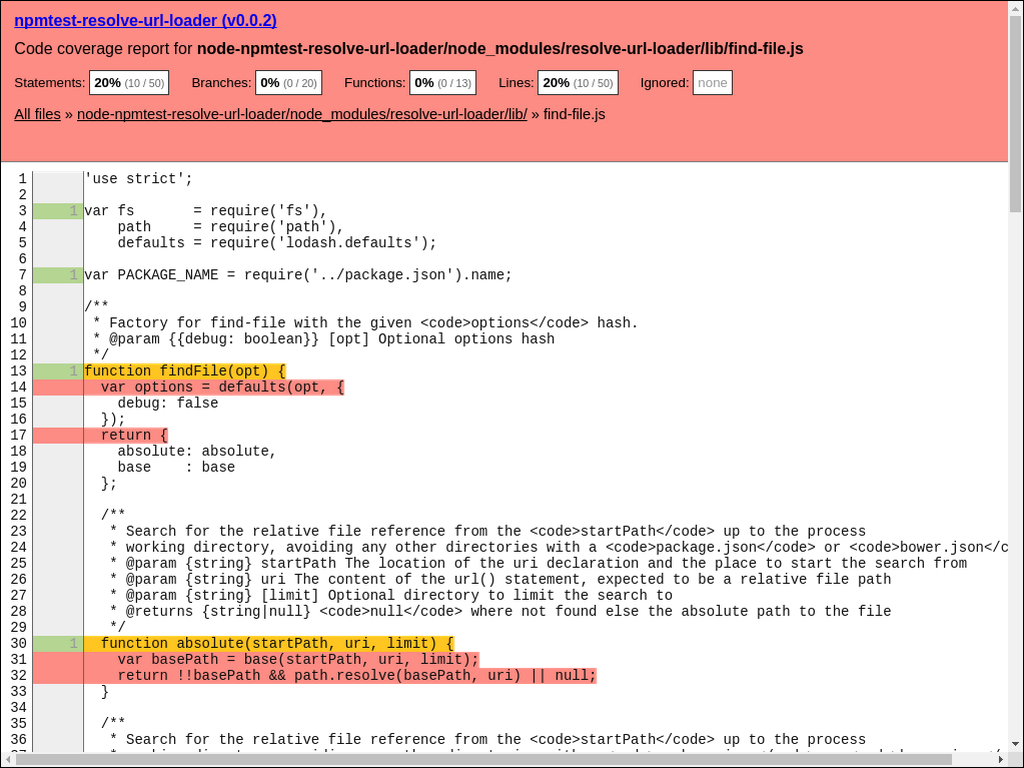 npmtest-resolve-url-loader (v0.0.2)
Code coverage report for node-npmtest-resolve-url-loader/node_modules/resolve-url-loader/lib/find-file.js
Statements: 20% (10 / 50) Branches: 0% (0 / 20) Functions: 0% (0 / 13) Lines: 20% (10 / 50) Ignored: none
All files » node-npmtest-resolve-url-loader/node_modules/resolve-url-loader/lib/ » find-file.js
1 'use strict';
2
3 1 var fs       = require('fs'),
4     path     = require('path'),
5     defaults = require('lodash.defaults');
6
7 1 var PACKAGE_NAME = require('../package.json').name;
8
9 /**
10  * Factory for find-file with the given <code>options</code> hash.
11  * @param {{debug: boolean}} [opt] Optional options hash
12  */
13 1 function findFile(opt) {
14   var options = defaults(opt, {
15     debug: false
16   });
17   return {
18     absolute: absolute,
19     base    : base
20   };
21
22   /**
23    * Search for the relative file reference from the <code>startPath</code> up to the process
24    * working directory, avoiding any other directories with a <code>package.json</code> or <code>bower.json</c
25    * @param {string} startPath The location of the uri declaration and the place to start the search from
26    * @param {string} uri The content of the url() statement, expected to be a relative file path
27    * @param {string} [limit] Optional directory to limit the search to
28    * @returns {string|null} <code>null</code> where not found else the absolute path to the file
29    */
30 1   function absolute(startPath, uri, limit) {
31     var basePath = base(startPath, uri, limit);
32     return !!basePath && path.resolve(basePath, uri) || null;
33   }
34
35   /**
36    * Search for the relative file reference from the <code>startPath</code> up to the process